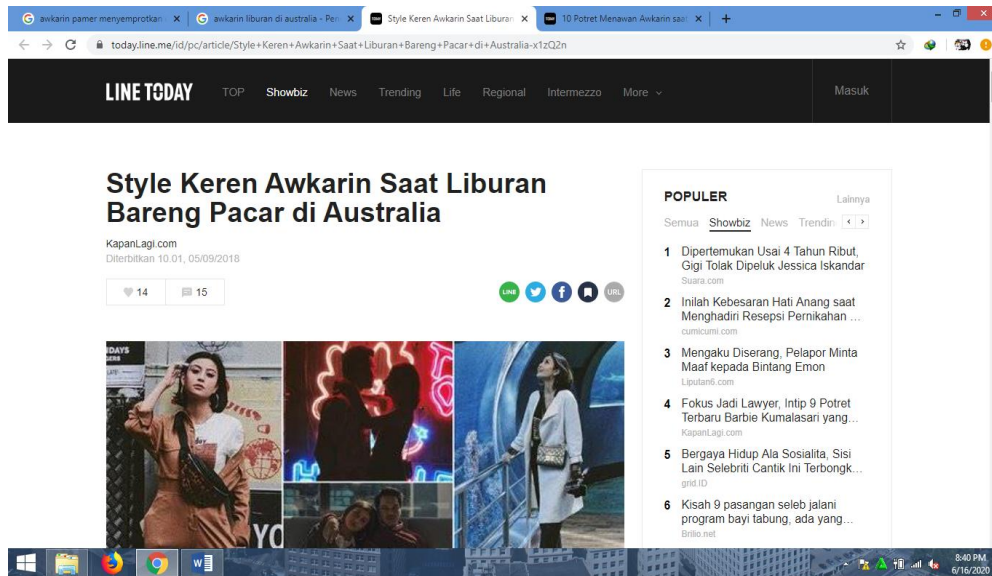 awkarin pamer menyemprotkan
awkarin liburan di australia - Pen
Style Keren Awkarin Saat Liburan
10 Potret Menawan Awkarin saat
today.line.me/id/pc/article/Style+Keren+Awkarin+Saat+Liburan+Bareng+Pacar+di+Australia-x1zQ2n
LINE TODAY
TOP Showbiz News Trending Life Regional Intermezzo More
Masuk
Style Keren Awkarin Saat Liburan
Bareng Pacar di Australia
KapanLagi.com
Diterbitkan 10.01, 05/09/2018
14 15
LINE
URL
POPULER
Lainnya
Semua Showbiz News Trendin
1 Dipertemukan Usai 4 Tahun Ribut,
Gigi Tolak Dipeluk Jessica Iskandar
Suara.com
2 Inilah Kebesaran Hati Anang saat
Menghadiri Resepsi Pernikahan ...
cumicumi.com
3 Mengaku Diserang, Pelapor Minta
Maaf kepada Bintang Emon
Liputan6.com
4 Fokus Jadi Lawyer, Intip 9 Potret
Terbaru Barbie Kumalasari yang...
KapanLagi.com
5 Bergaya Hidup Ala Sosialita, Sisi
Lain Selebriti Cantik Ini Terbongk...
grid.ID
6 Kisah 9 pasangan seleb jalani
program bayi tabung, ada yang...
Brilio.net
8:40 PM
6/16/2020